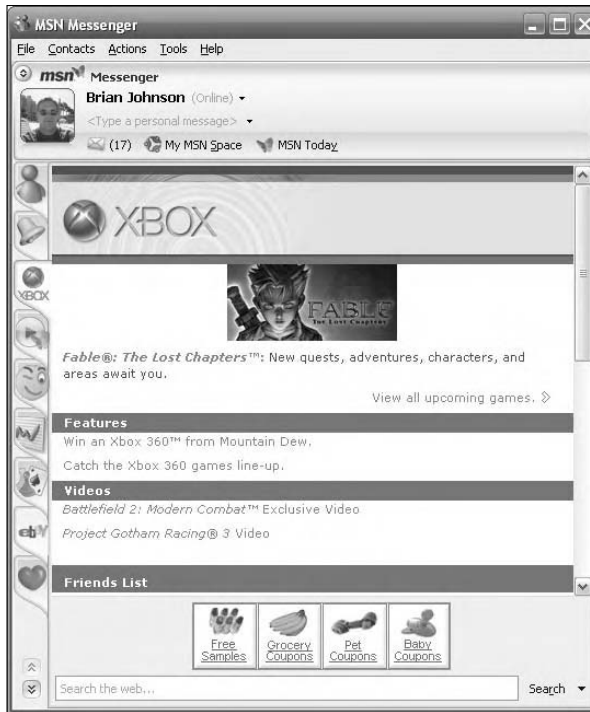 MSN Messenger
File Contacts Actions Tools Help
msn Messenger
Brian Johnson (Online)
<Type a personal message>
(17) My MSN Space MSN Today
XBOX
XBOX
FABLE
The Lost Chapters
Fable®: The Lost Chapters™: New quests, adventures, characters, and
areas await you.
View all upcoming games.
Features
Win an Xbox 360™ from Mountain Dew.
Catch the Xbox 360 games line-up.
Videos
Battlefield 2: Modern Combat™ Exclusive Video
Project Gotham Racing® 3 Video
ebY
Friends List
Free Grocery Pet Baby
Samples Coupons Coupons Coupons
Search the web... Search